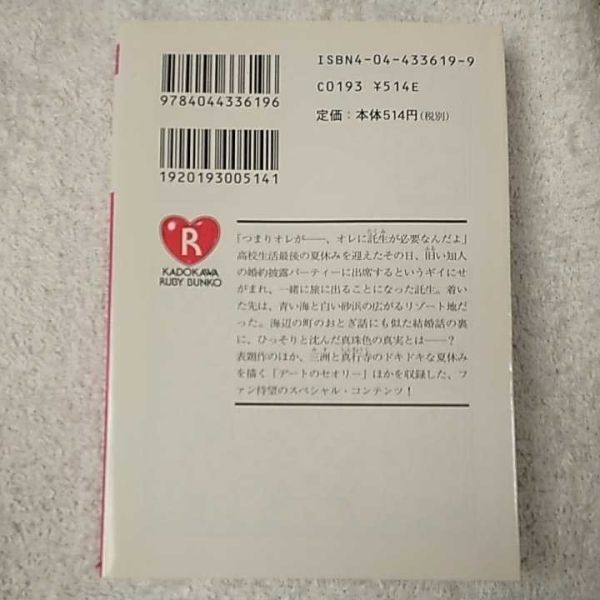 ISBN4-04-433619-9
C0193 ¥514E
定価：本体514円（税別）
9784044336196
1920193005141
R
KADOKAWA
RUBY BUNKO
「つまりオレが――、オレに託生が必要なんだよ」
高校生活最後の夏休みを迎えたその日、旧い知人
の婚約披露パーティーに出席するというギイにせ
がまれ、一緒に旅に出ることになった託生。着い
た先は、青い海と白い砂浜の広がるリゾート地だ
った。海辺の町のおとぎ話にも似た結婚話の裏
に、ひっそりと沈んだ真珠色の真実とは――？
表題作のほか、三洲と真行寺のドキドキな夏休み
を描く「デートのセオリー」ほかを収録した、フ
ァン待望のスペシャル・コンテンツ！